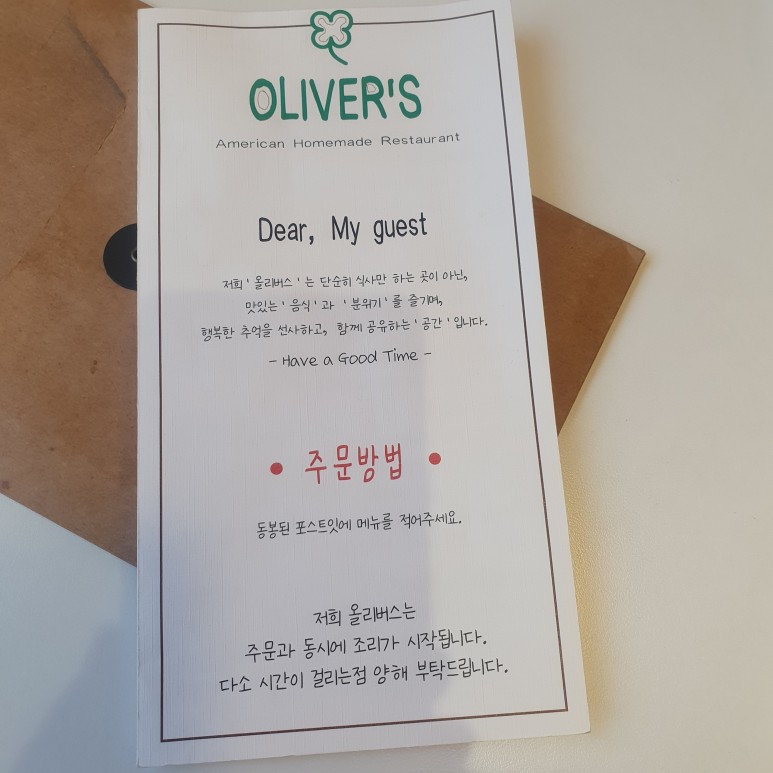 OLIVER'S
American Homemade Restaurant
Dear, My guest
저희 ' 올리버스 ' 는 단순히 식사만 하는 곳이 아닌,
맛있는 ' 음식 ' 과 ' 분위기 ' 를 즐기며,
행복한 추억을 선사하고, 함께 공유하는 ' 공간 ' 입니다.
- Have a Good Time -
• 주문방법 •
동봉된 포스트잇에 메뉴를 적어주세요.
저희 올리버스는
주문과 동시에 조리가 시작됩니다.
다소 시간이 걸리는점 양해 부탁드립니다.